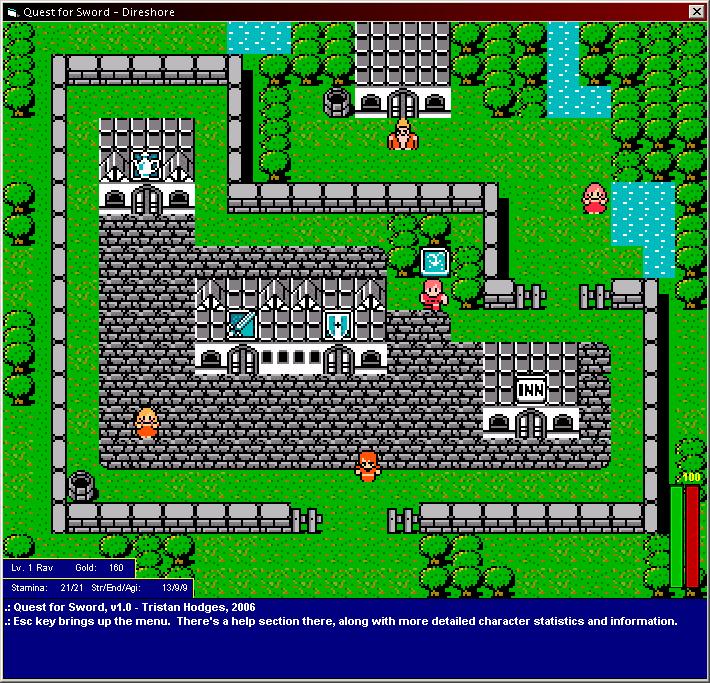 Quest for Sword - Direshore
INN
100
Lv. 1 Rav Gold: 160
Stamina: 21/21 Str/End/Agi: 13/9/9
.: Quest for Sword, v1.0 - Tristan Hodges, 2006
.: Esc key brings up the menu.  There's a help section there, along with more detailed character statistics and information.